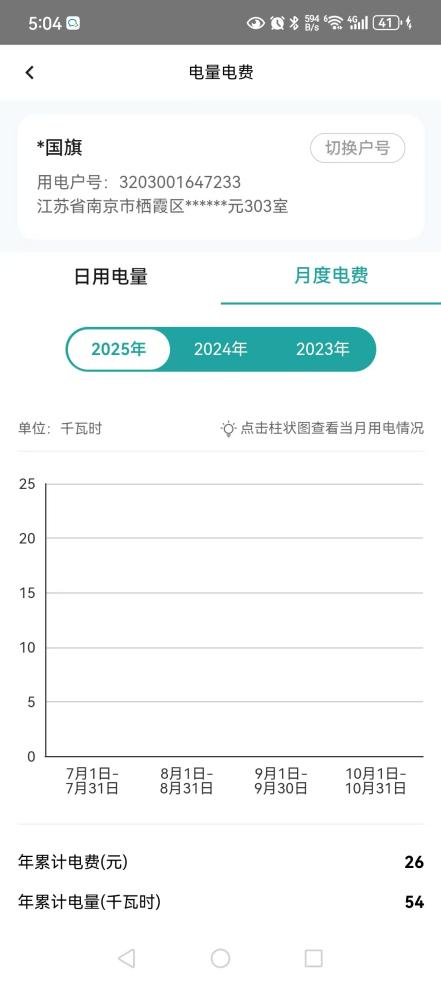 5:04
594 B/s
6
4G
41
电量电费
*国旗
切换户号
用电户号：3203001647233
江苏省南京市栖霞区******元303室
日用电量
月度电费
2025年
2024年
2023年
单位：千瓦时
点击柱状图查看当月用电情况
25
20
15
10
5
0
7月1日-
7月31日
8月1日-
8月31日
9月1日-
9月30日
10月1日-
10月31日
年累计电费(元)
26
年累计电量(千瓦时)
54